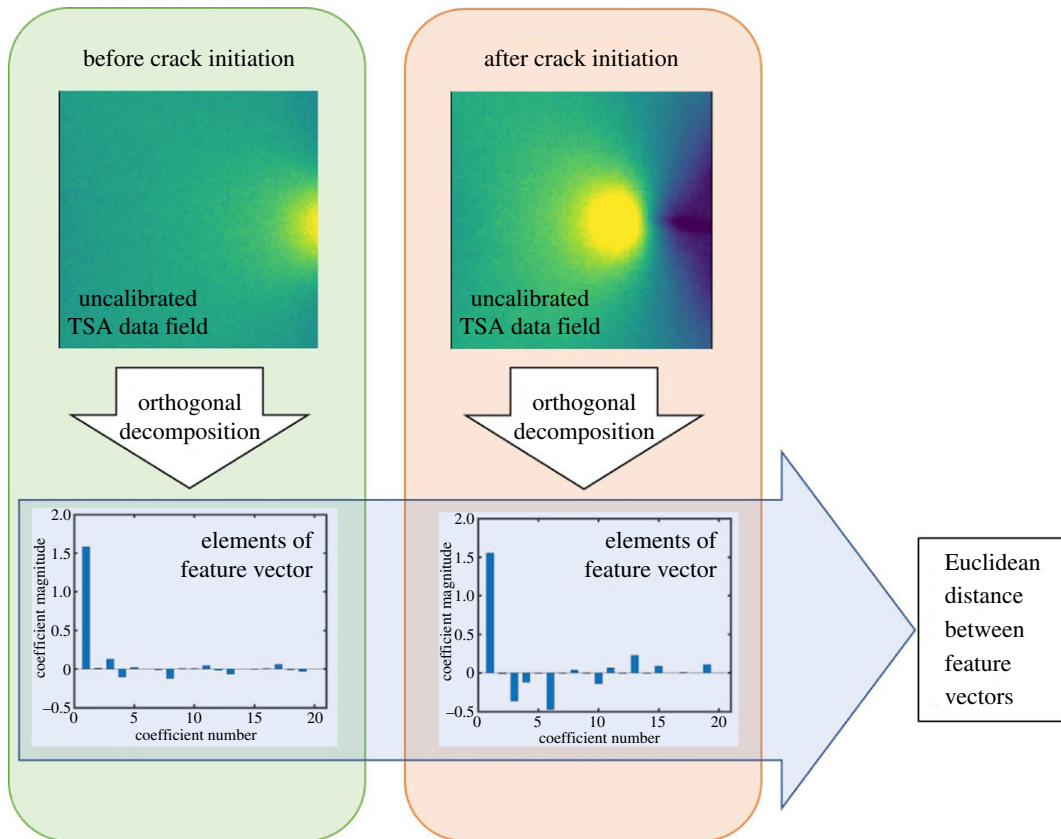 before crack initiation
uncalibrated
TSA data field
orthogonal
decomposition
2.0
1.5
1.0
0.5
0
–0.5
coefficient magnitude
elements of
feature vector
0
5
10
15
20
coefficient number
after crack initiation
uncalibrated
TSA data field
orthogonal
decomposition
2.0
1.5
1.0
0.5
0
–0.5
coefficient magnitude
elements of
feature vector
0
5
10
15
20
coefficient number
Euclidean
distance
between
feature
vectors